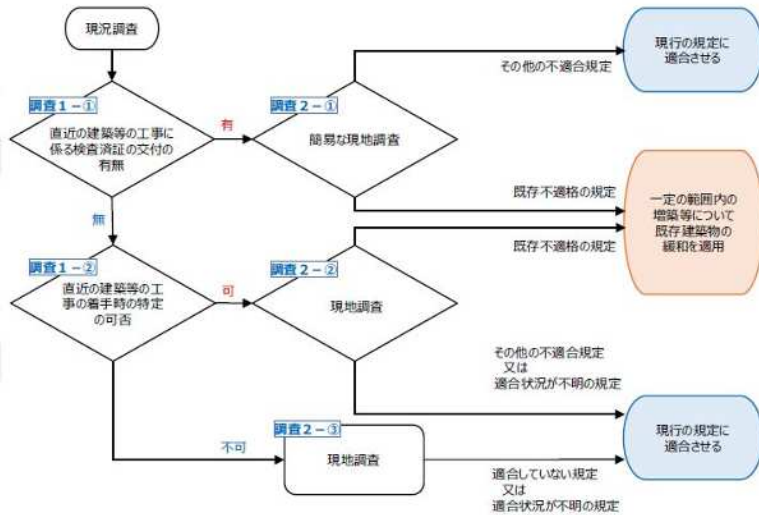 現況調査
その他の不適合規定
現行の規定に
適合させる
調査1-①
直近の建築等の工事に
係る検査済証の交付の
有無
有
調査2-①
簡易な現地調査
既存不適格の規定
一定の範囲内の
増築等について
既存建築物の
緩和を適用
無
既存不適格の規定
調査1-②
直近の建築等の工
事の着手時の特定
の可否
可
調査2-②
現地調査
その他の不適合規定
又は
適合状況が不明の規定
現行の規定に
適合させる
不可
調査2-③
現地調査
適合していない規定
又は
適合状況が不明の規定